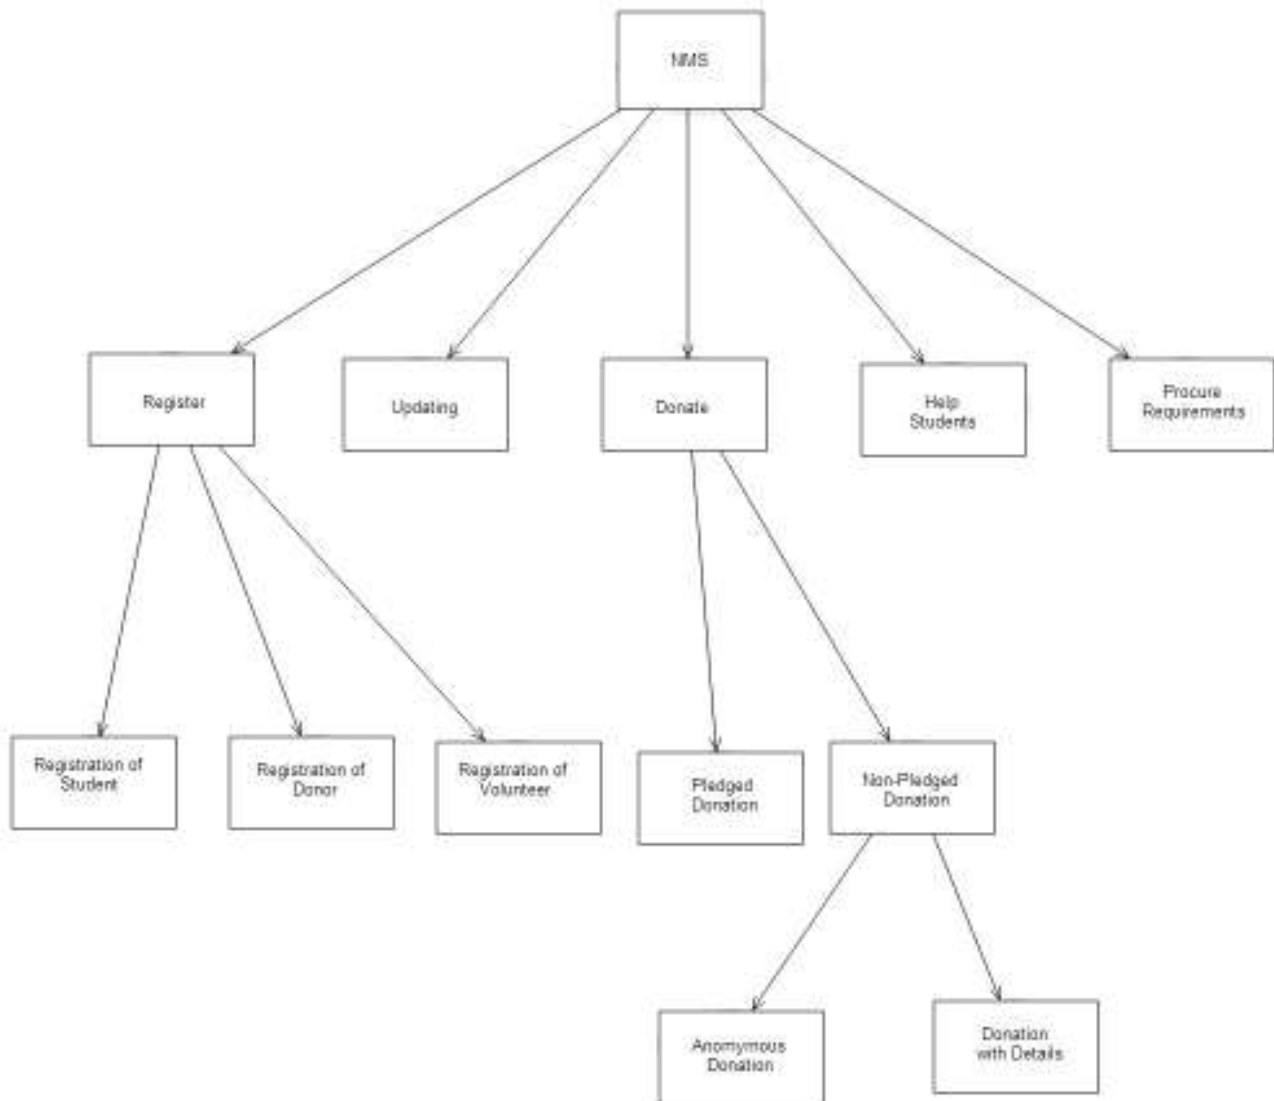 NMS
Register
Updating
Donate
Help
Students
Procure
Requirements
Registration of
Student
Registration of
Donor
Registration of
Volunteer
Pledged
Donation
Non-Pledged
Donation
Anomymous
Donation
Donation
with Details